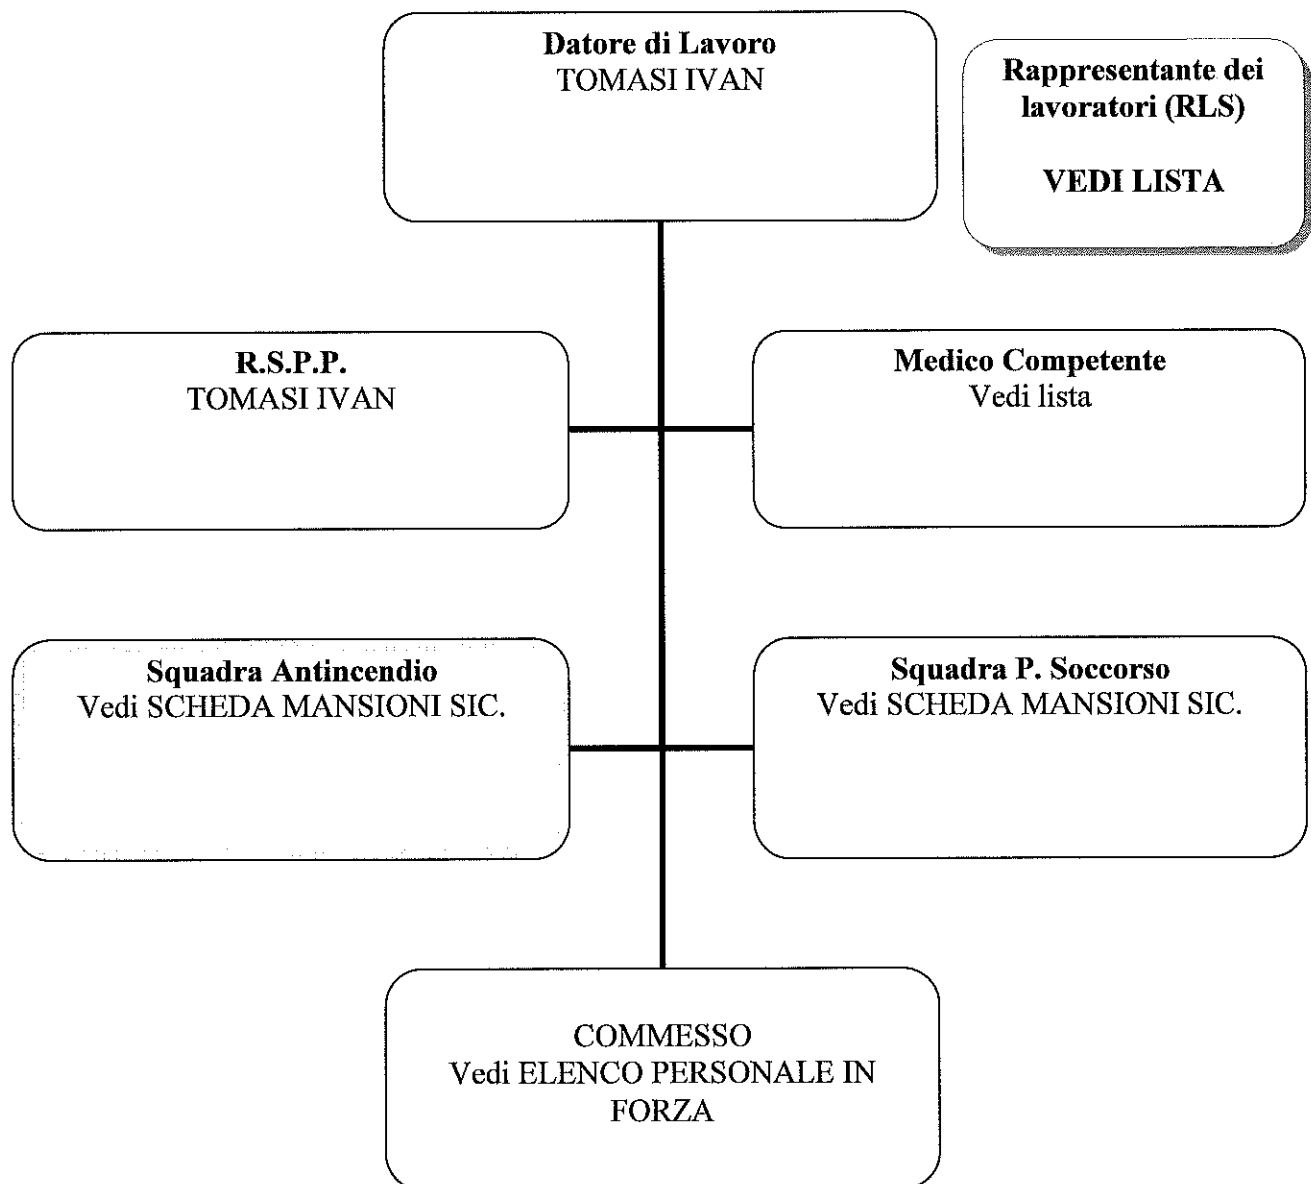 Datore di Lavoro
TOMASI IVAN
Rappresentante dei
lavoratori (RLS)
VEDI LISTA
R.S.P.P.
TOMASI IVAN
Medico Competente
Vedi lista
Squadra Antincendio
Vedi SCHEDA MANSIONI SIC.
Squadra P. Soccorso
Vedi SCHEDA MANSIONI SIC.
COMMESSO
Vedi ELENCO PERSONALE IN
FORZA